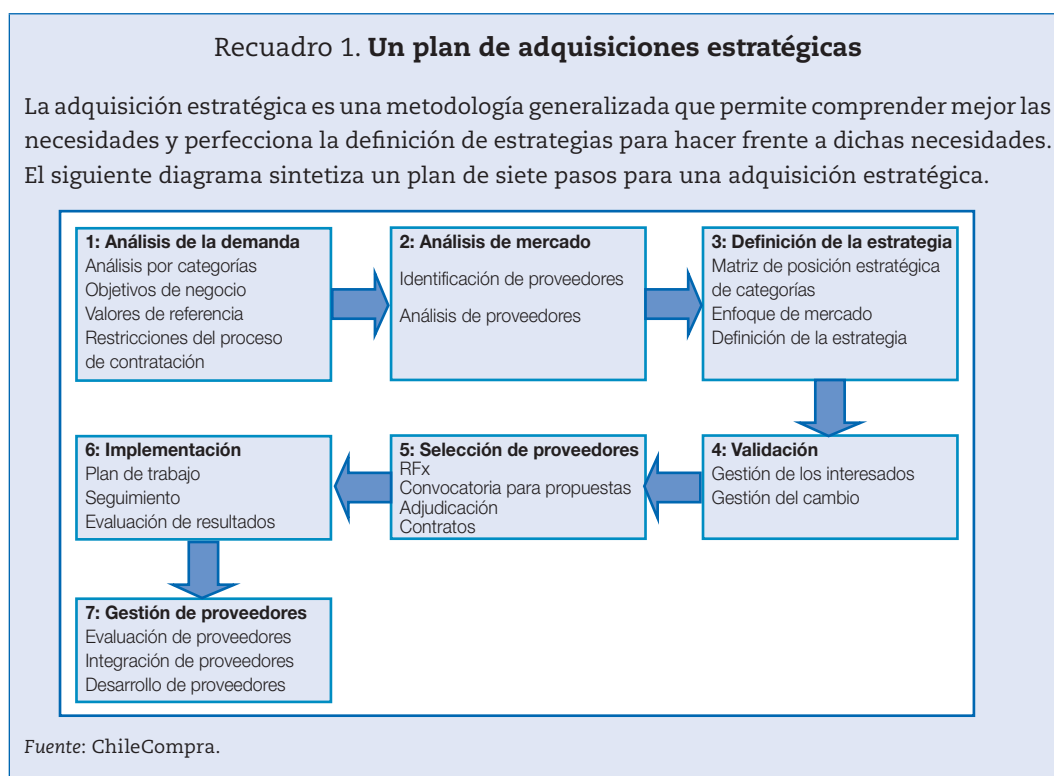 Recuadro 1. Un plan de adquisiciones estratégicas
La adquisición estratégica es una metodología generalizada que permite comprender mejor las
necesidades y perfecciona la definición de estrategias para hacer frente a dichas necesidades.
El siguiente diagrama sintetiza un plan de siete pasos para una adquisición estratégica.
1: Análisis de la demanda
Análisis por categorías
Objetivos de negocio
Valores de referencia
Restricciones del proceso
de contratación
2: Análisis de mercado
Identificación de proveedores
Análisis de proveedores
3: Definición de la estrategia
Matriz de posición estratégica
de categorías
Enfoque de mercado
Definición de la estrategia
4: Validación
Gestión de los interesados
Gestión del cambio
5: Selección de proveedores
RFx
Convocatoria para propuestas
Adjudicación
Contratos
6: Implementación
Plan de trabajo
Seguimiento
Evaluación de resultados
7: Gestión de proveedores
Evaluación de proveedores
Integración de proveedores
Desarrollo de proveedores
Fuente: ChileCompra.